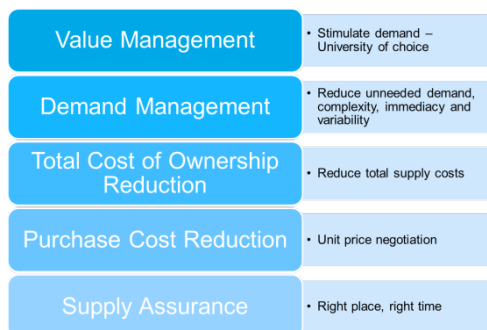 Value Management
• Stimulate demand –
University of choice
Demand Management
• Reduce unneeded demand,
complexity, immediacy and
variability
Total Cost of Ownership
Reduction
• Reduce total supply costs
Purchase Cost Reduction
• Unit price negotiation
Supply Assurance
• Right place, right time